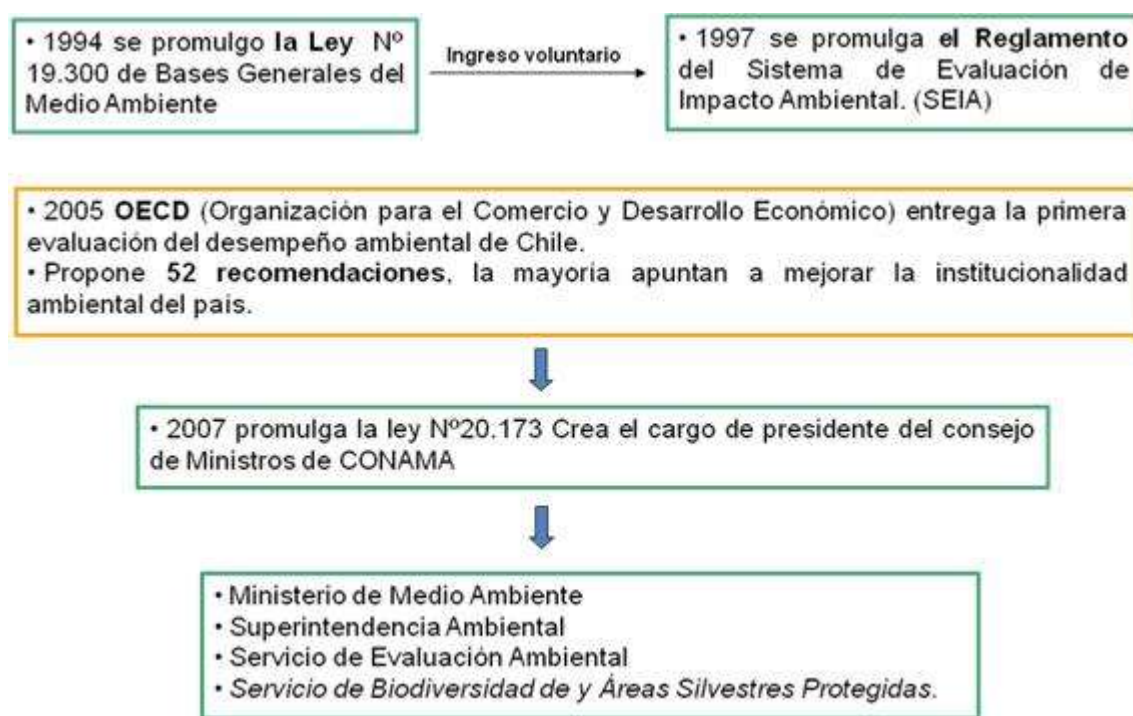 • 1994 se promulgo la Ley Nº
19.300 de Bases Generales del
Medio Ambiente
Ingreso voluntario
• 1997 se promulga el Reglamento
del Sistema de Evaluación de
Impacto Ambiental. (SEIA)
• 2005 OECD (Organización para el Comercio y Desarrollo Económico) entrega la primera
evaluación del desempeño ambiental de Chile.
• Propone 52 recomendaciones, la mayoría apuntan a mejorar la institucionalidad
ambiental del país.
• 2007 promulga la ley Nº20.173 Crea el cargo de presidente del consejo
de Ministros de CONAMA
• Ministerio de Medio Ambiente
• Superintendencia Ambiental
• Servicio de Evaluación Ambiental
• Servicio de Biodiversidad de y Áreas Silvestres Protegidas.